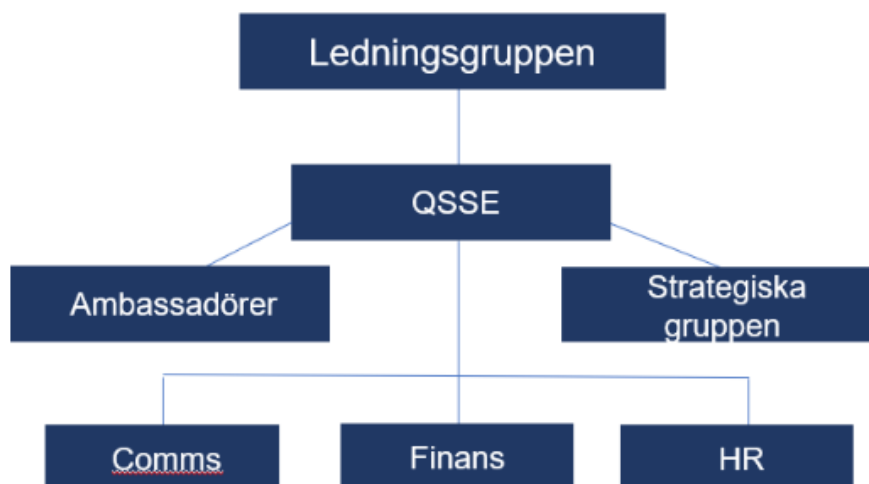 Ledningsgruppen
QSSE
Ambassadörer
Strategiska
gruppen
Comms
Finans
HR